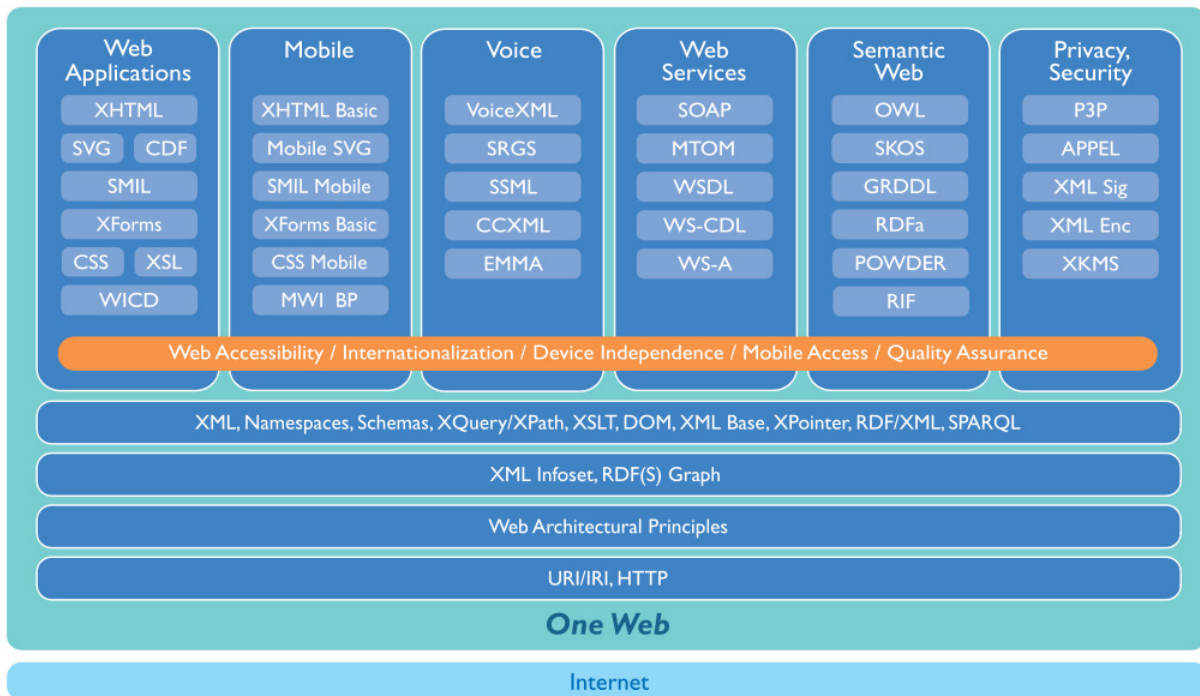 Web
Applications
XHTML
SVG
CDF
SMIL
XForms
CSS
XSL
WICD
Mobile
XHTML Basic
Mobile SVG
SMIL Mobile
XForms Basic
CSS Mobile
MWI BP
Voice
VoiceXML
SRGS
SSML
CCXML
EMMA
Web
Services
SOAP
MTOM
WSDL
WS-CDL
WS-A
Semantic
Web
OWL
SKOS
GRDDL
RDFa
POWDER
RIF
Privacy,
Security
P3P
APPEL
XML Sig
XML Enc
XKMS
Web Accessibility / Internationalization / Device Independence / Mobile Access / Quality Assurance
XML, Namespaces, Schemas, XQuery/XPath, XSLT, DOM, XML Base, XPointer, RDF/XML, SPARQL
XML Infoset, RDF(S) Graph
Web Architectural Principles
URI/IRI, HTTP
One Web
Internet